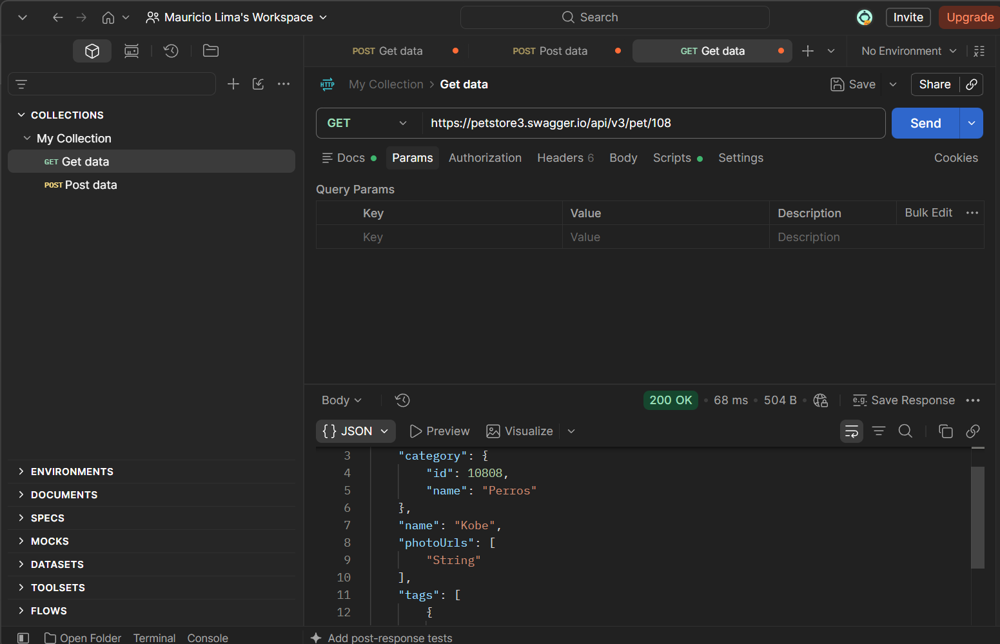 Mauricio Lima's Workspace
Search
Invite
Upgrade
POST Get data
POST Post data
GET Get data
No Environment
HTTP
My Collection > Get data
Save
Share
COLLECTIONS
My Collection
GET Get data
POST Post data
GET
https://petstore3.swagger.io/api/v3/pet/108
Send
Docs
Params
Authorization
Headers 6
Body
Scripts
Settings
Cookies
Query Params
Key Value Description Bulk Edit
Key Value Description
Body
200 OK • 68 ms • 504 B
e.g. Save Response
{} JSON
Preview
Visualize
3 "category": {
4 "id": 10808,
5 "name": "Perros"
6 },
7 "name": "Kobe",
8 "photoUrls": [
9 "String"
10 ],
11 "tags": [
12 {
ENVIRONMENTS
DOCUMENTS
SPECS
MOCKS
DATASETS
TOOLSETS
FLOWS
Open Folder
Terminal
Console
Add post-response tests